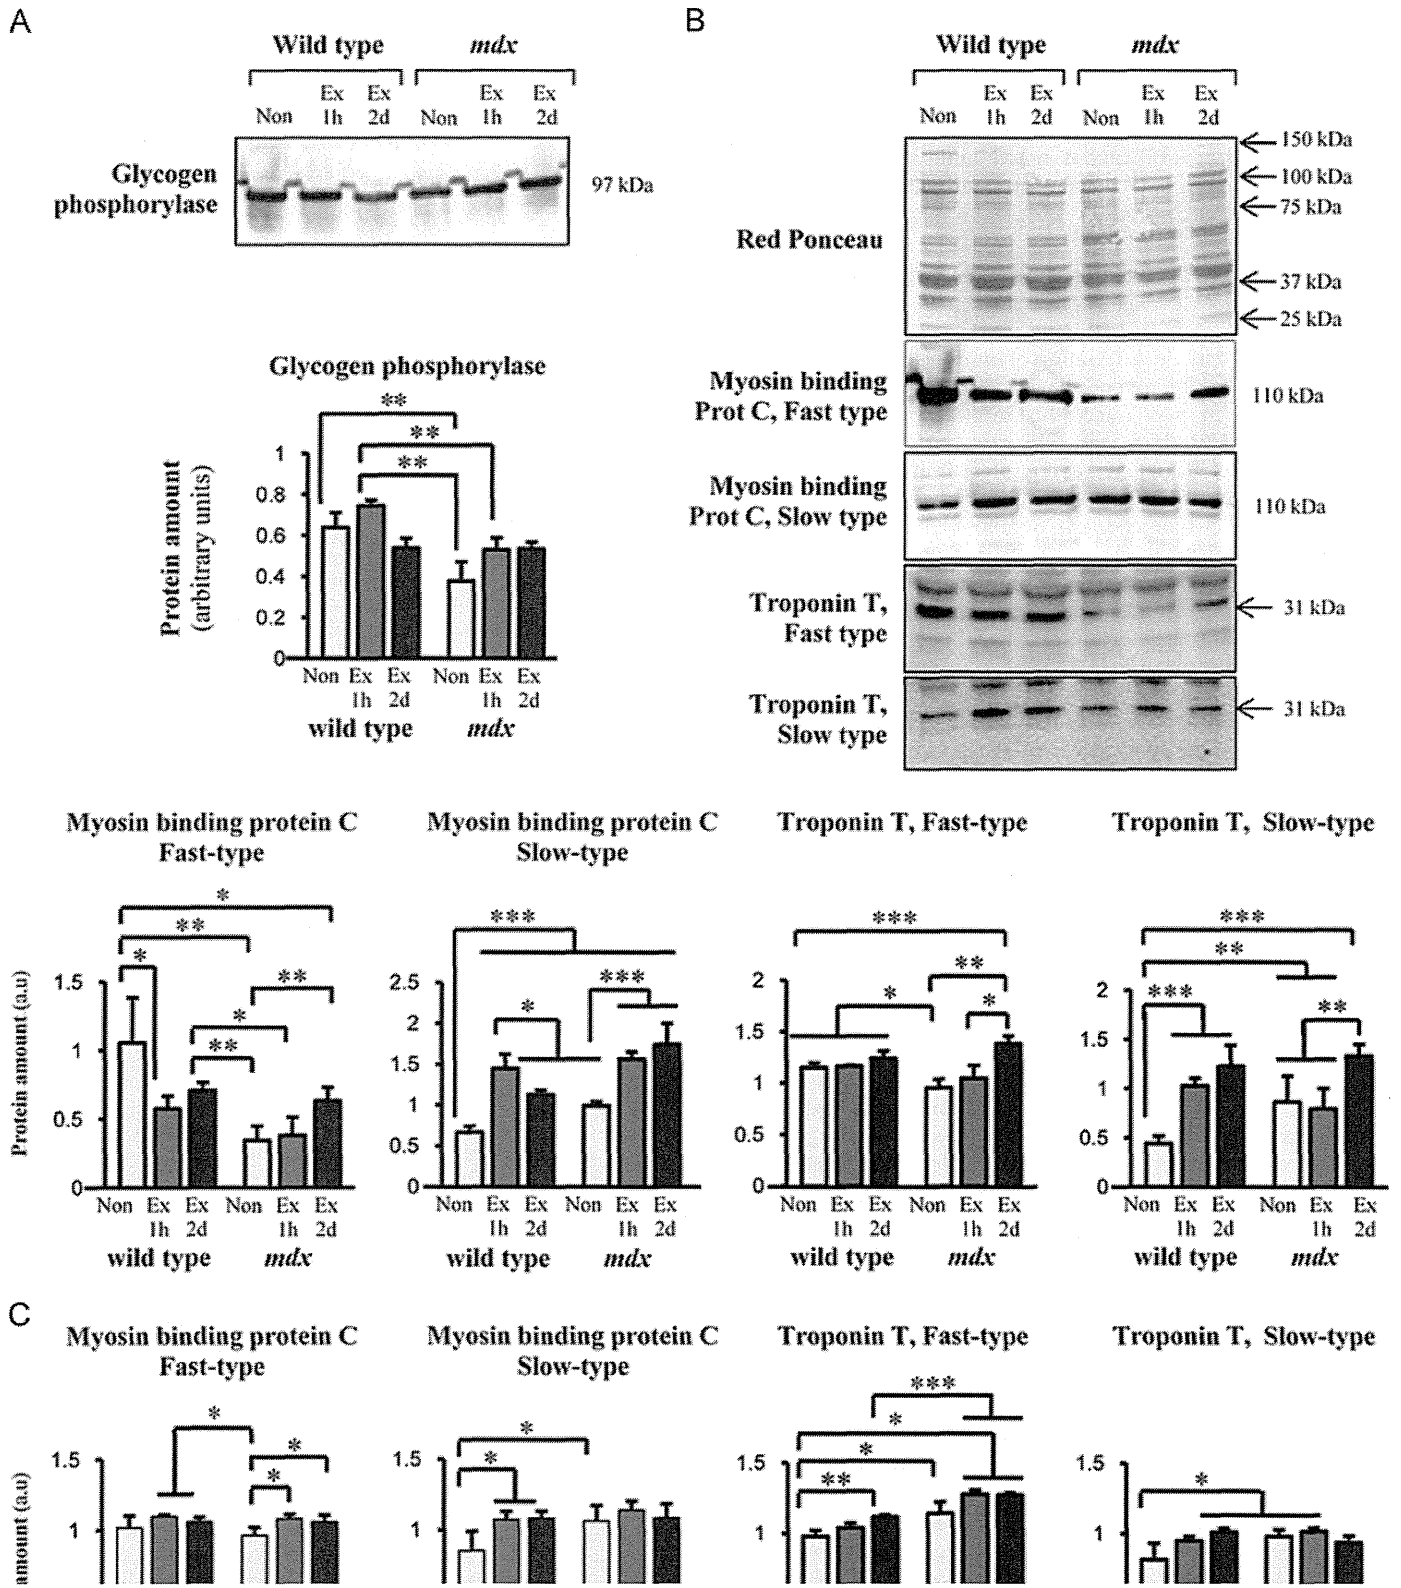 A
Wild type mdx
Non Ex 1h Ex 2d Non Ex 1h Ex 2d
Glycogen phosphorylase
97 kDa
Glycogen phosphorylase
** 
**
**
Protein amount (arbitrary units)
1
0.8
0.6
0.4
0.2
0
Non Ex 1h Ex 2d Non Ex 1h Ex 2d
wild type mdx
B
Wild type mdx
Non Ex 1h Ex 2d Non Ex 1h Ex 2d
Red Ponceau
150 kDa
100 kDa
75 kDa
37 kDa
25 kDa
Myosin binding
Prot C, Fast type
110 kDa
Myosin binding
Prot C, Slow type
110 kDa
Troponin T,
Fast type
31 kDa
Troponin T,
Slow type
31 kDa
Myosin binding protein C
Fast-type
*
**
*
**
*
**
Protein amount (a.u)
1.5
1
0.5
0
Non Ex 1h Ex 2d Non Ex 1h Ex 2d
wild type mdx
Myosin binding protein C
Slow-type
***
***
*
2.5
2
1.5
1
0.5
0
Non Ex 1h Ex 2d Non Ex 1h Ex 2d
wild type mdx
Troponin T, Fast-type
***
**
*
*
2
1.5
1
0.5
0
Non Ex 1h Ex 2d Non Ex 1h Ex 2d
wild type mdx
Troponin T, Slow-type
***
**
***
**
2
1.5
1
0.5
0
Non Ex 1h Ex 2d Non Ex 1h Ex 2d
wild type mdx
C
Myosin binding protein C
Fast-type
*
*
*
amount (a.u)
1.5
1
Myosin binding protein C
Slow-type
*
*
1.5
1
Troponin T, Fast-type
***
*
*
**
1.5
1
Troponin T, Slow-type
*
1.5
1